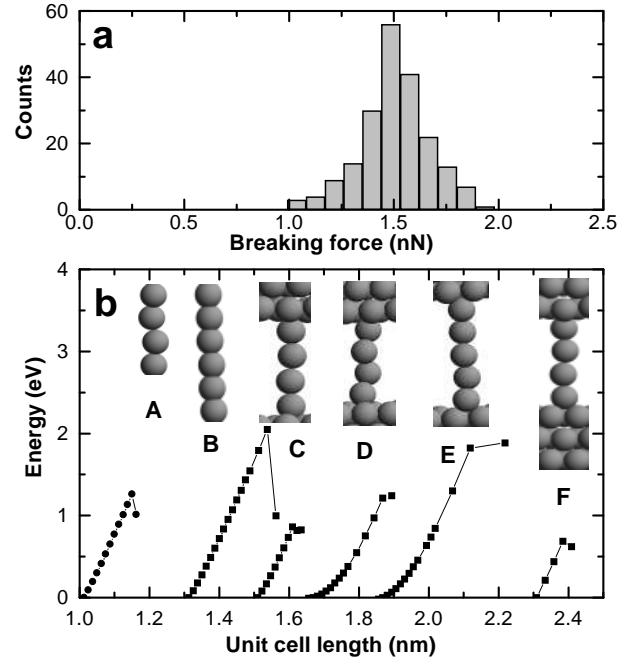 a
60
40
20
0
Counts
0.0 0.5 1.0 1.5 2.0 2.5
Breaking force (nN)
b
4
3
2
1
0
Energy (eV)
A B C D E F
1.0 1.2 1.4 1.6 1.8 2.0 2.2 2.4
Unit cell length (nm)